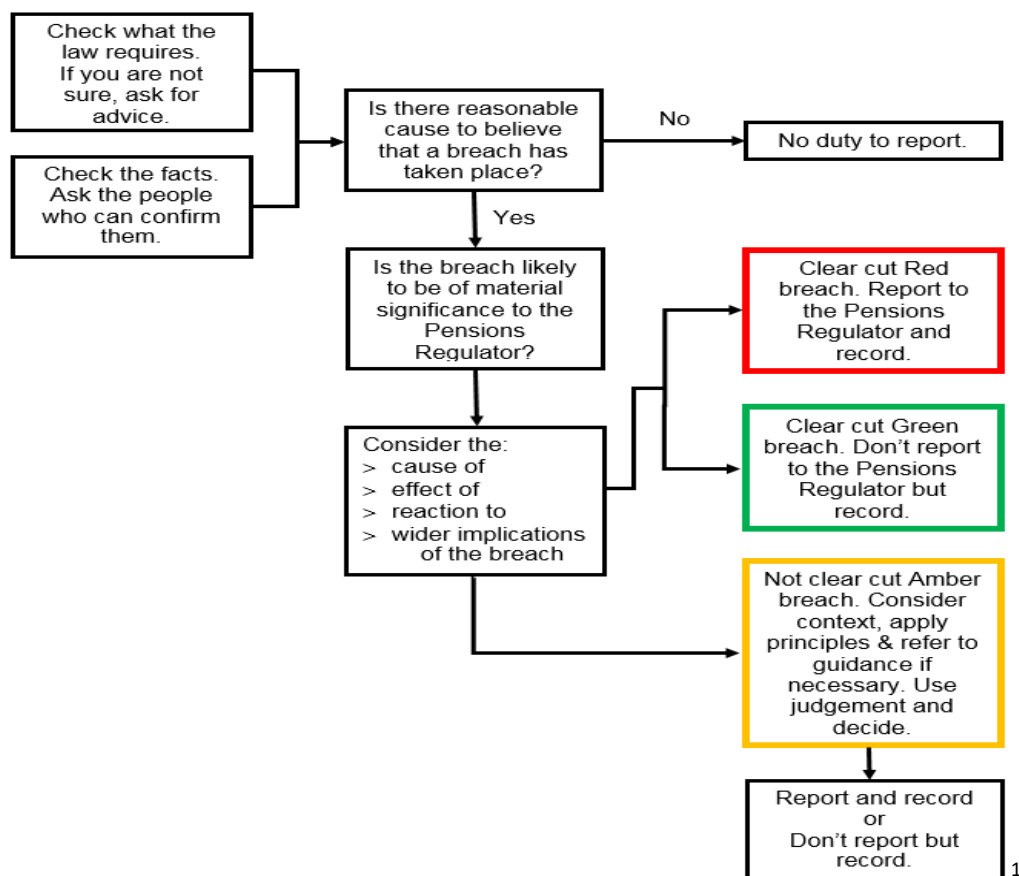 Check what the
law requires.
If you are not
sure, ask for
advice.
Check the facts.
Ask the people
who can confirm
them.
Is there reasonable
cause to believe
that a breach has
taken place?
No
No duty to report.
Yes
Is the breach likely
to be of material
significance to the
Pensions
Regulator?
Clear cut Red
breach. Report to
the Pensions
Regulator and
record.
Consider the:
> cause of
> effect of
> reaction to
> wider implications
of the breach
Clear cut Green
breach. Don’t report
to the Pensions
Regulator but
record.
Not clear cut Amber
breach. Consider
context, apply
principles & refer to
guidance if
necessary. Use
judgement and
decide.
Report and record
or
Don’t report but
record.
1